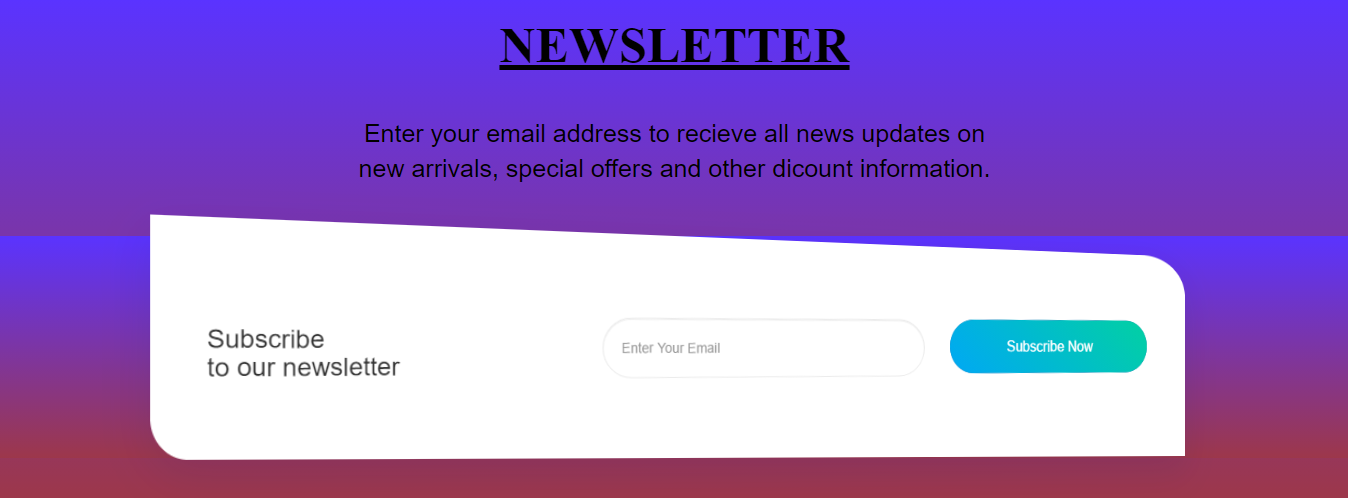 NEWSLETTER
Enter your email address to recieve all news updates on
new arrivals, special offers and other dicount information.
Subscribe
to our newsletter
Enter Your Email
Subscribe Now